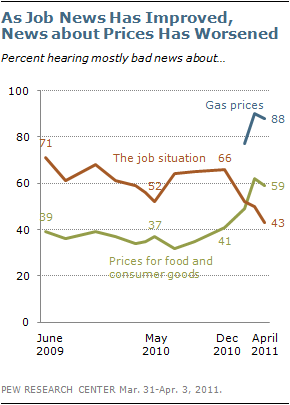 As Job News Has Improved,
News about Prices Has Worsened
Percent hearing mostly bad news about...
100
80
60
40
20
0
Gas prices
88
71
The job situation
66
52
59
43
39
37
41
Prices for food and
consumer goods
June
2009
May
2010
Dec
2010
April
2011
PEW RESEARCH CENTER Mar. 31-Apr. 3, 2011.